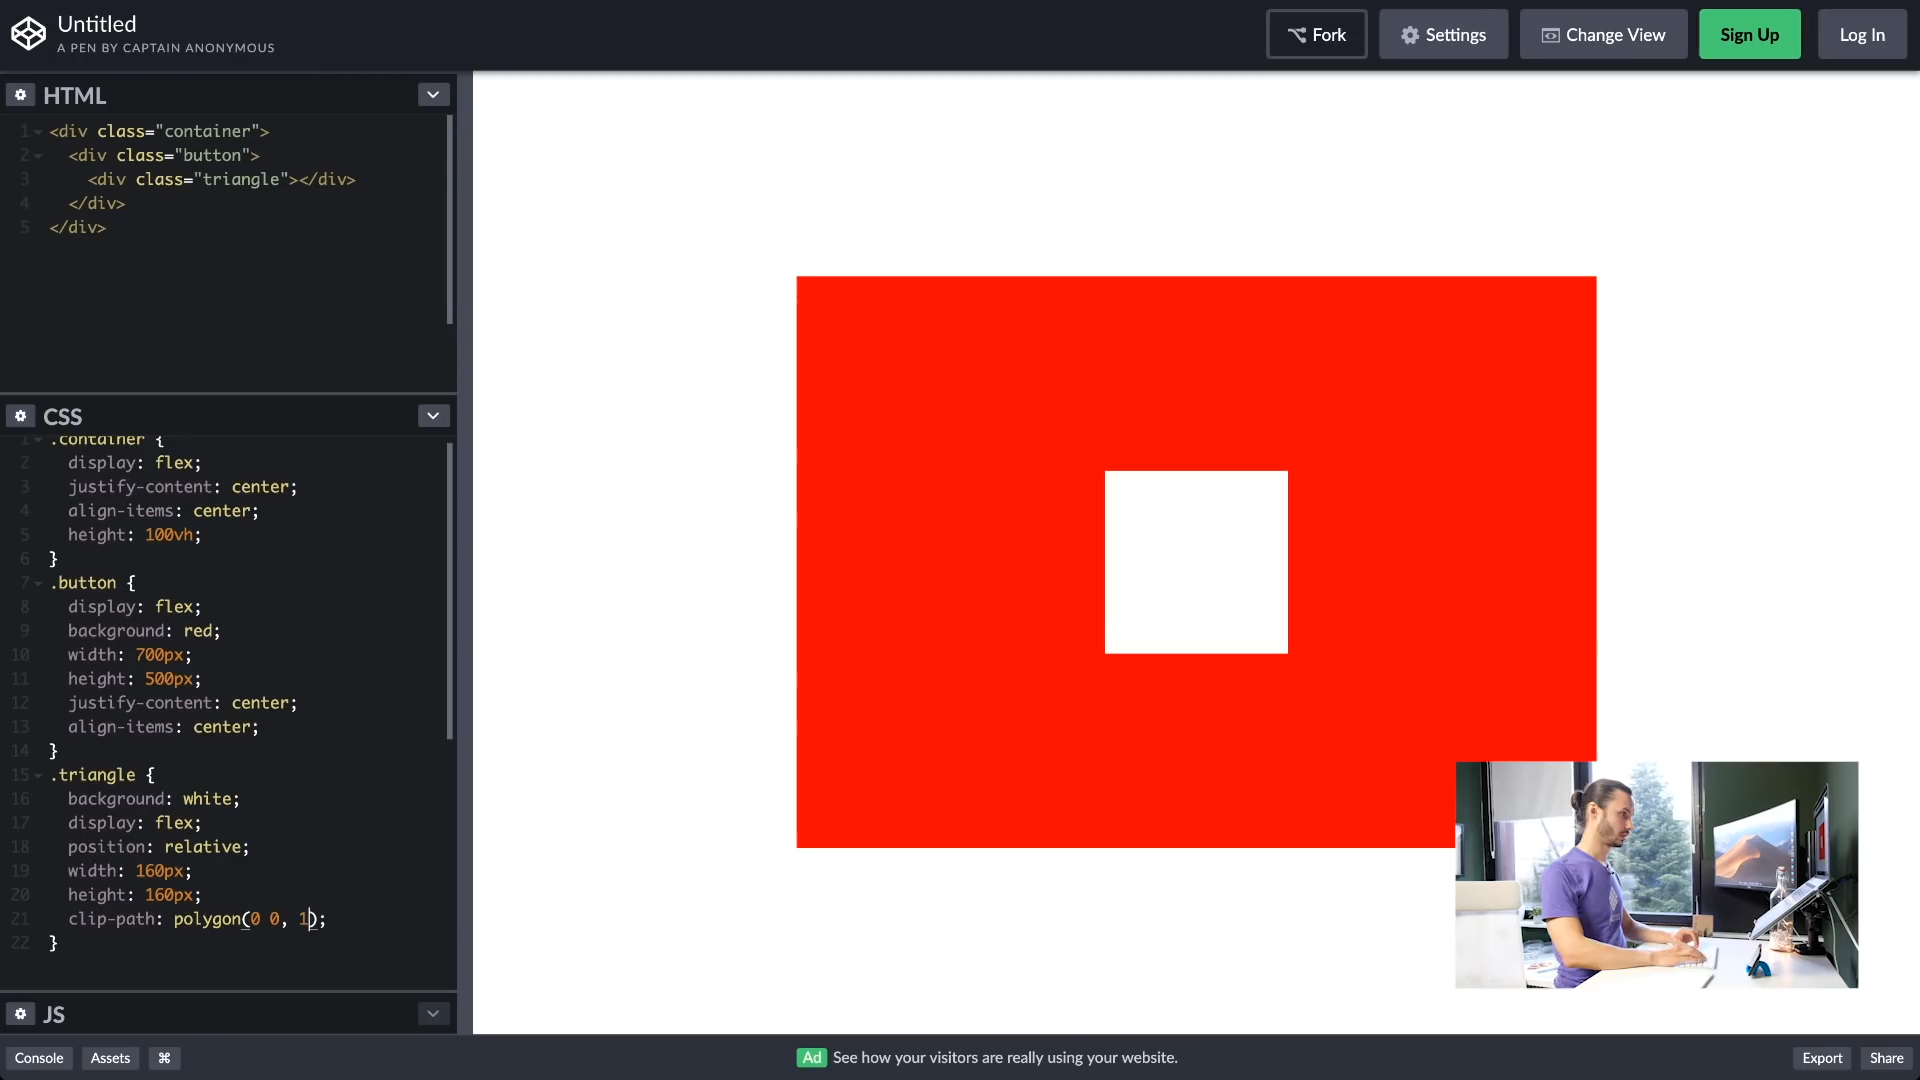 Untitled
A PEN BY CAPTAIN ANONYMOUS
Fork
Settings
Change View
Sign Up
Log In
HTML
1 <div class="container">
2 <div class="button">
3 <div class="triangle"></div>
4 </div>
5 </div>
CSS
1 .container {
2 display: flex;
3 justify-content: center;
4 align-items: center;
5 height: 100vh;
6 }
7 .button {
8 display: flex;
9 background: red;
10 width: 700px;
11 height: 500px;
12 justify-content: center;
13 align-items: center;
14 }
15 .triangle {
16 background: white;
17 display: flex;
18 position: relative;
19 width: 160px;
20 height: 160px;
21 clip-path: polygon(0 0, 1);
22 }
JS
Console
Assets
⌘
Ad See how your visitors are really using your website.
Export
Share